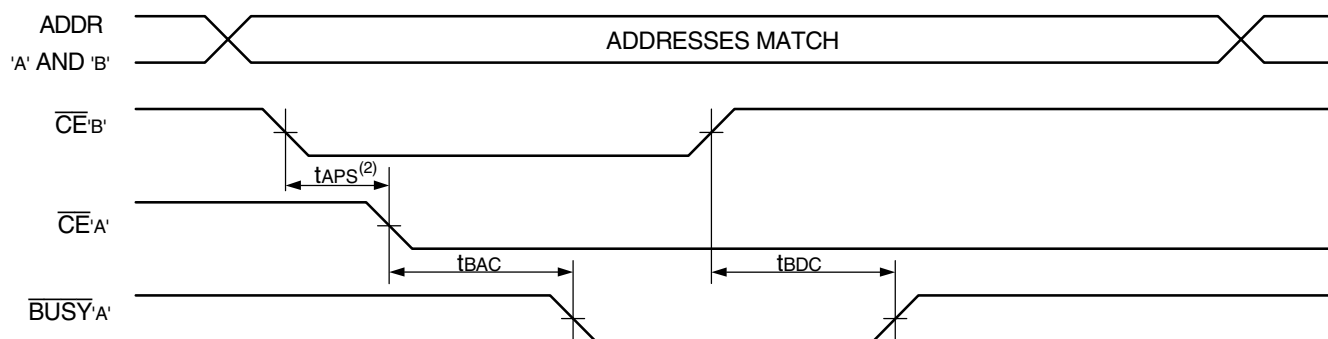 ADDR
'A' AND 'B'
ADDRESSES MATCH
CE'B'
tAPS(2)
CE'A'
tBAC
tBDC
BUSY'A'